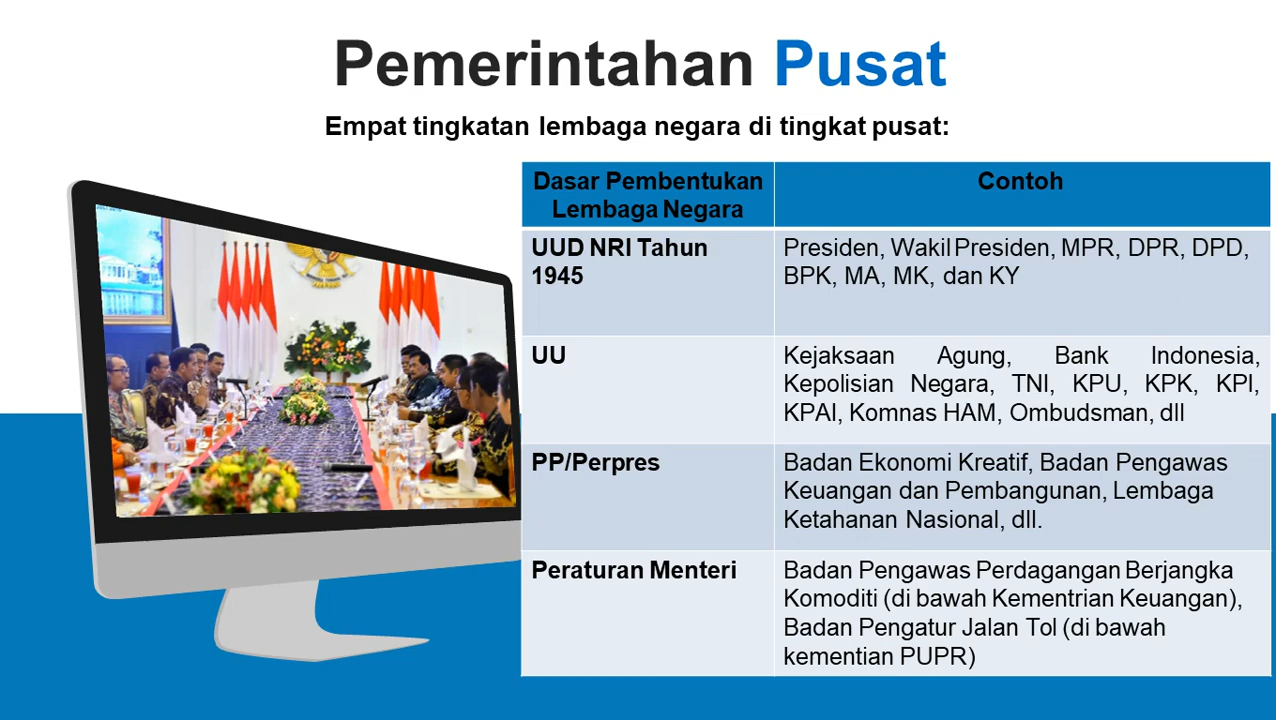 Pemerintahan Pusat
Empat tingkatan lembaga negara di tingkat pusat:
Dasar Pembentukan
Lembaga Negara
Contoh
UUD NRI Tahun
1945
Presiden, Wakil Presiden, MPR, DPR, DPD,
BPK, MA, MK, dan KY
UU
Kejaksaan Agung, Bank Indonesia,
Kepolisian Negara, TNI, KPU, KPK, KPI,
KPAI, Komnas HAM, Ombudsman, dll
PP/Perpres
Badan Ekonomi Kreatif, Badan Pengawas
Keuangan dan Pembangunan, Lembaga
Ketahanan Nasional, dll.
Peraturan Menteri
Badan Pengawas Perdagangan Berjangka
Komoditi (di bawah Kementrian Keuangan),
Badan Pengatur Jalan Tol (di bawah
kementian PUPR)